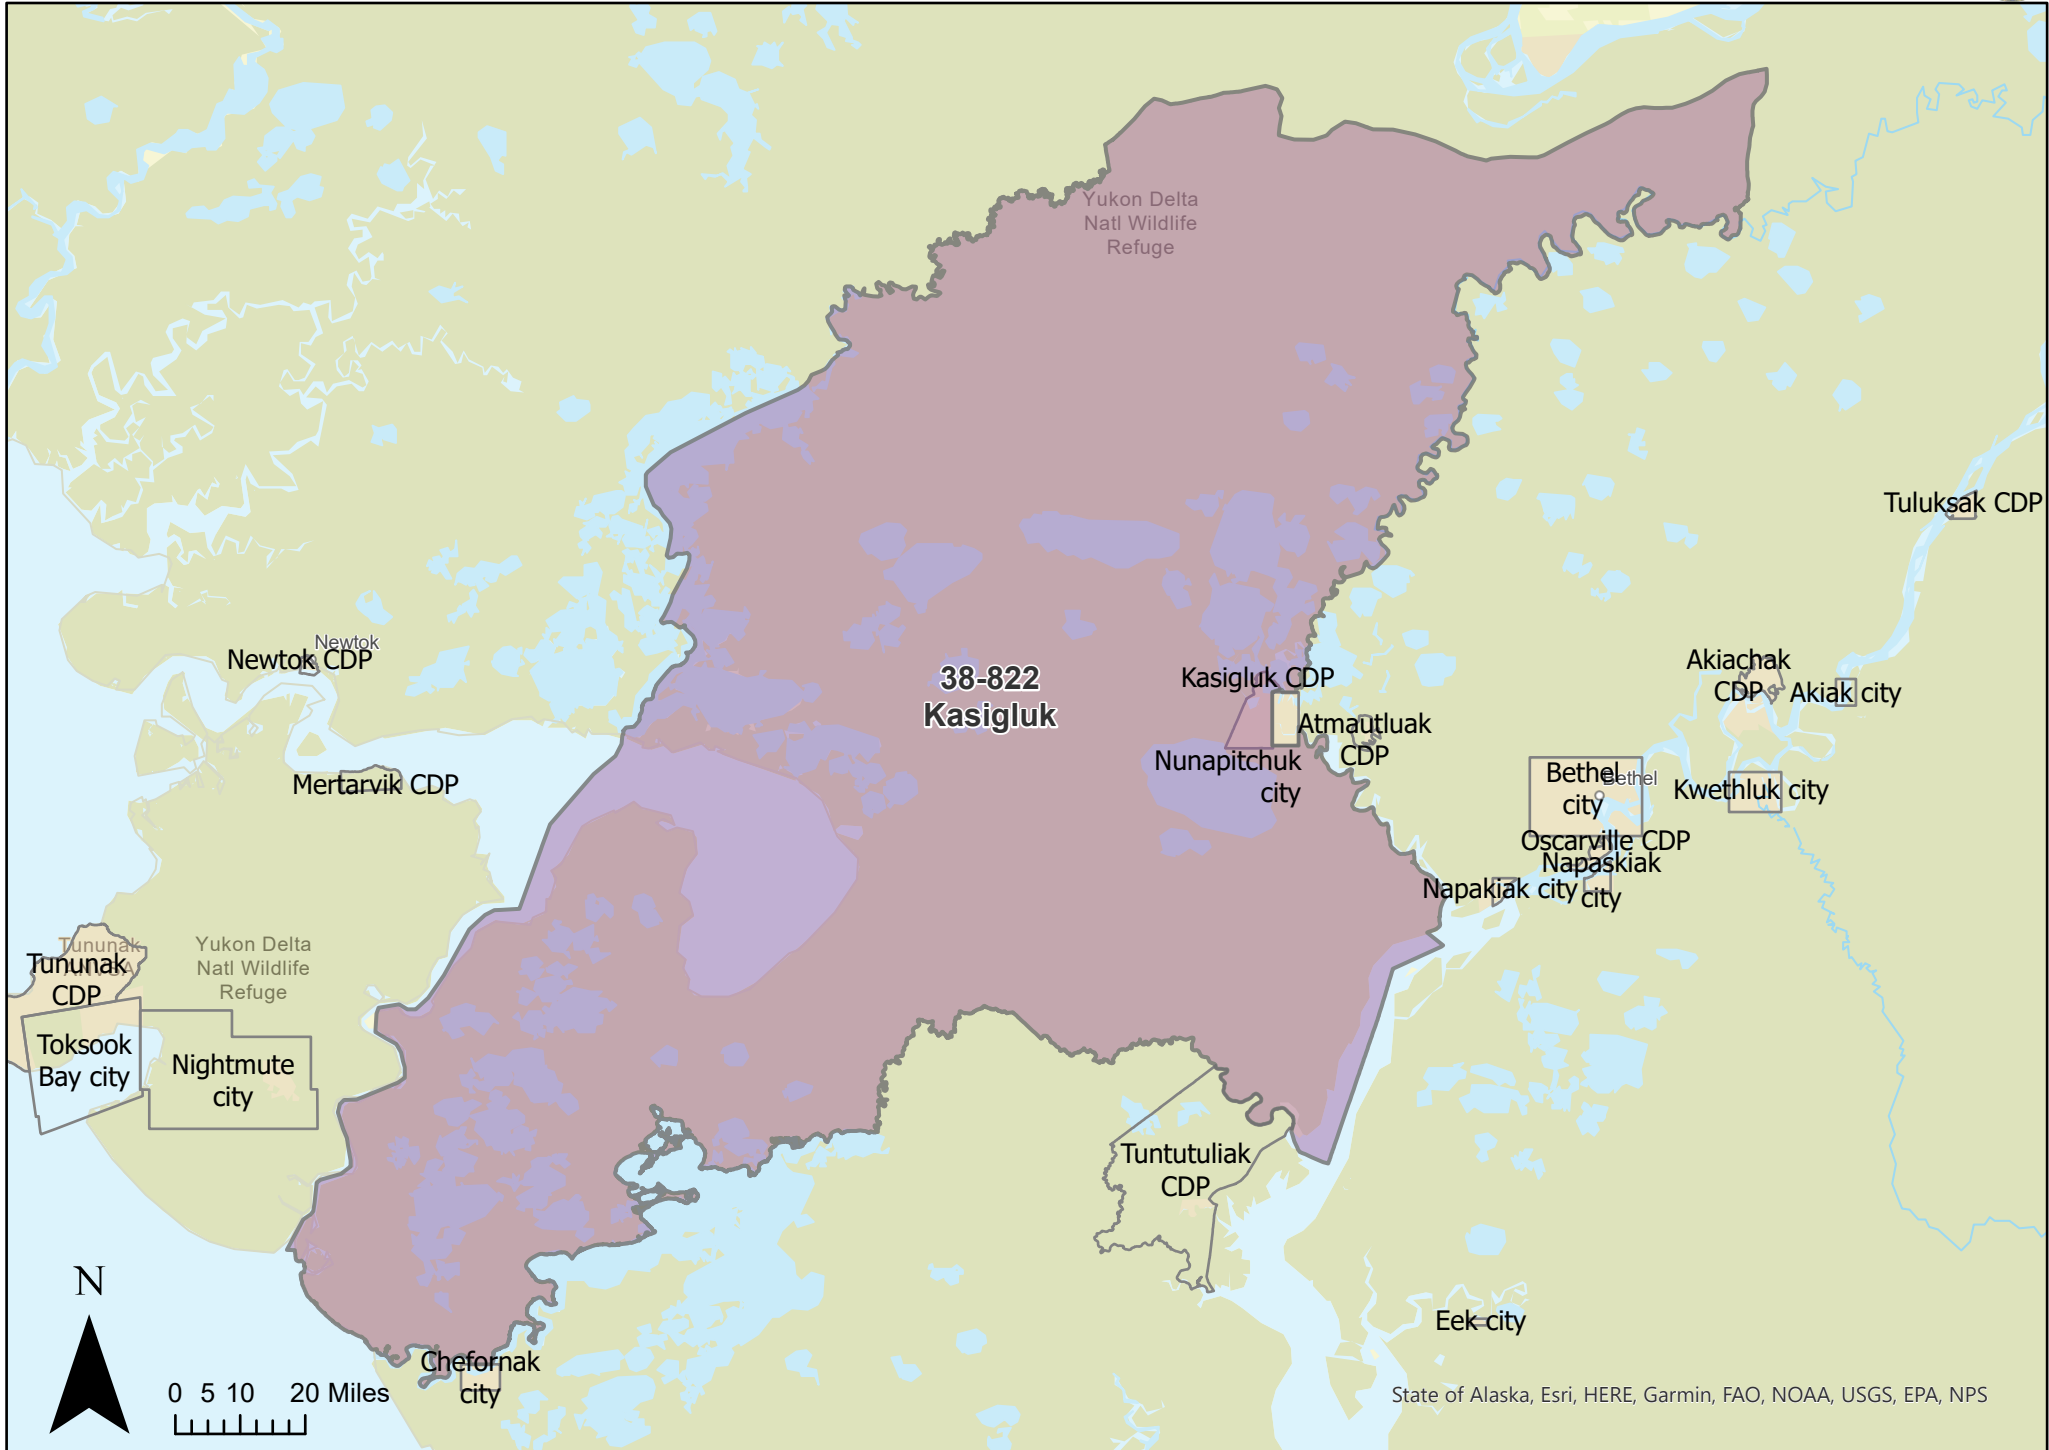 Yukon Delta
Natl Wildlife
Refuge
Tuluksak CDP
Newtok
Newtok CDP
38-822
Kasigluk
Kasigluk CDP
Akiachak
CDP
Akiak city
Atmautluak
CDP
Nunapitchuk
city
Mertarvik CDP
Bethel
city
Bethel
Kwethluk city
Oscarville CDP
Napaskiak
city
Napakiak city
Tununak
ANVSA
Tununak
CDP
Yukon Delta
Natl Wildlife
Refuge
Toksook
Bay city
Nightmute
city
Tuntutuliak
CDP
N
Eek city
Chefornak
city
0 5 10 20 Miles
State of Alaska, Esri, HERE, Garmin, FAO, NOAA, USGS, EPA, NPS